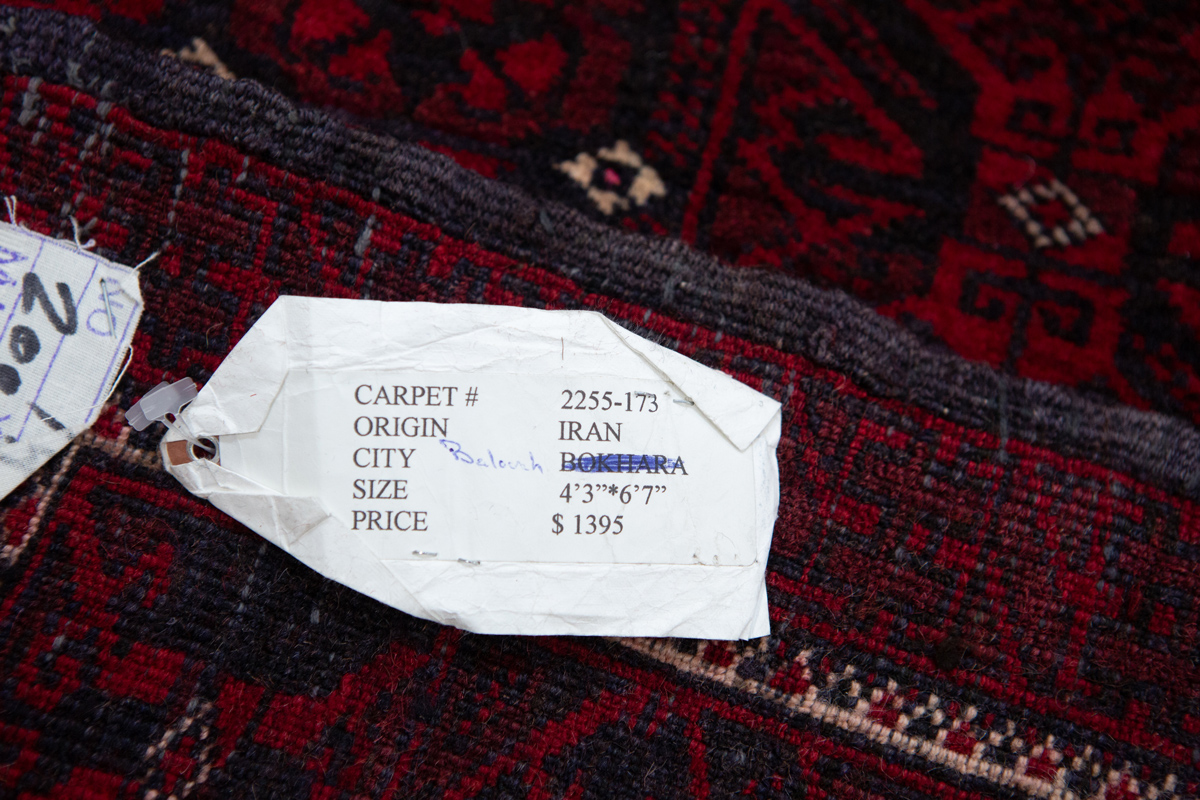 CARPET # 2255-173
ORIGIN IRAN
CITY Balouch BOKHARA
SIZE 4'3”*6'7”
PRICE $ 1395